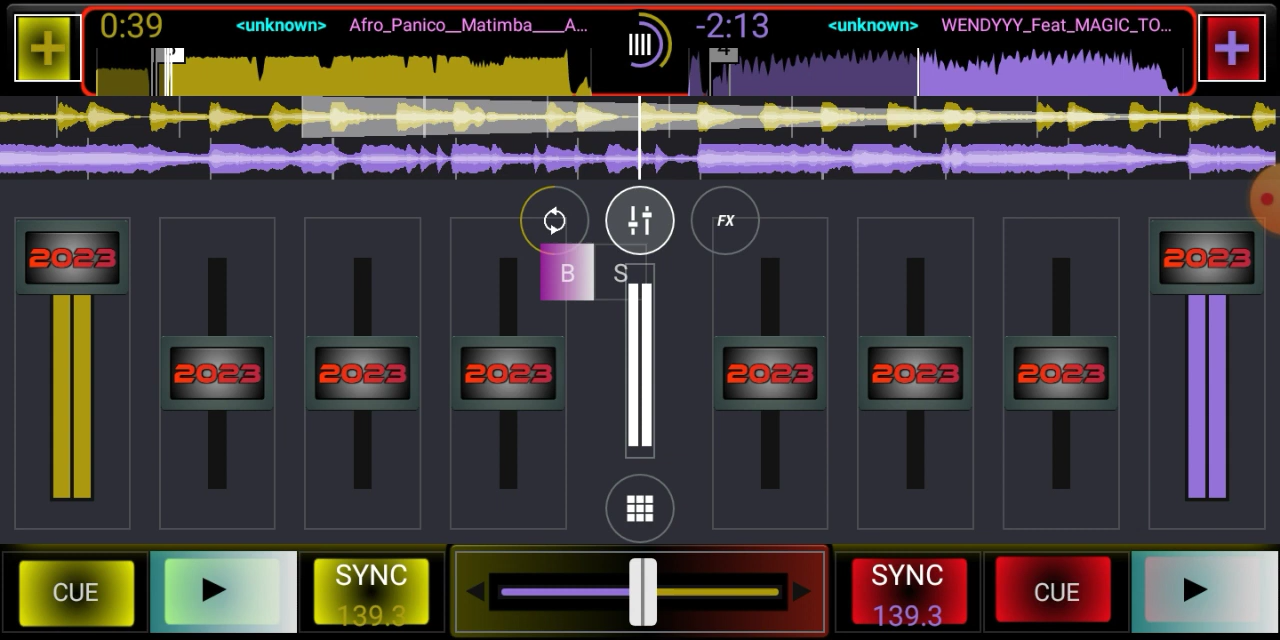 0:39 <unknown> Afro_Panico__Matimba____A... -2:13 <unknown> WENDYYY_Feat_MAGIC_TO...
4
FX
B S
2023 2023
2023 2023 2023 2023 2023 2023
CUE SYNC SYNC CUE
139.3 139.3